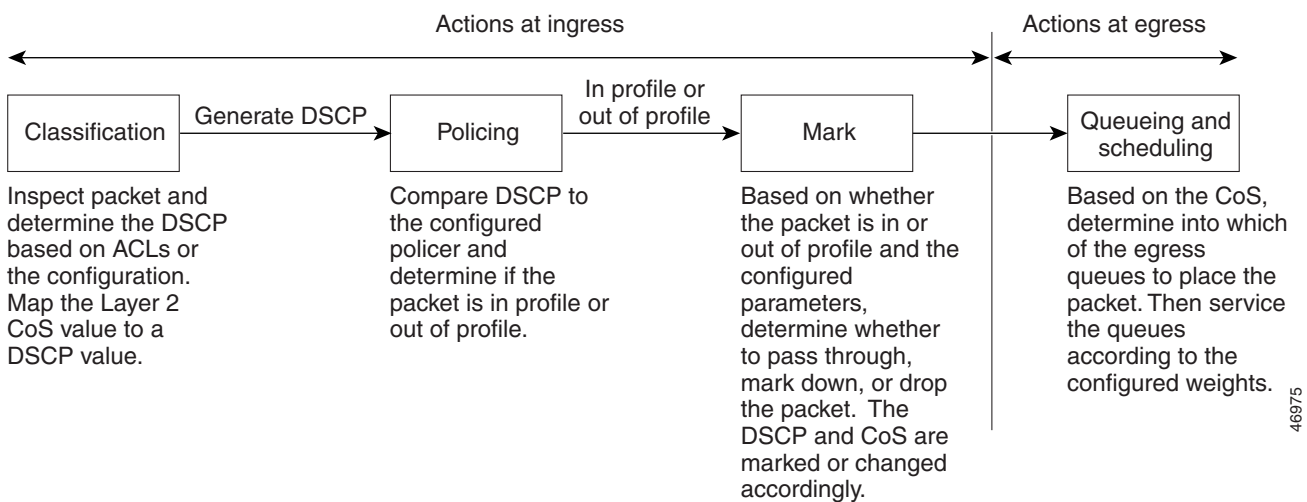 Actions at ingress
Actions at egress
Classification
Generate DSCP
Policing
In profile or
out of profile
Mark
Queueing and
scheduling
Inspect packet and
determine the DSCP
based on ACLs or
the configuration.
Map the Layer 2
CoS value to a
DSCP value.
Compare DSCP to
the configured
policer and
determine if the
packet is in profile or
out of profile.
Based on whether
the packet is in or
out of profile and the
configured
parameters,
determine whether
to pass through,
mark down, or drop
the packet. The
DSCP and CoS are
marked or changed
accordingly.
Based on the CoS,
determine into which
of the egress
queues to place the
packet. Then service
the queues
according to the
configured weights.
46975